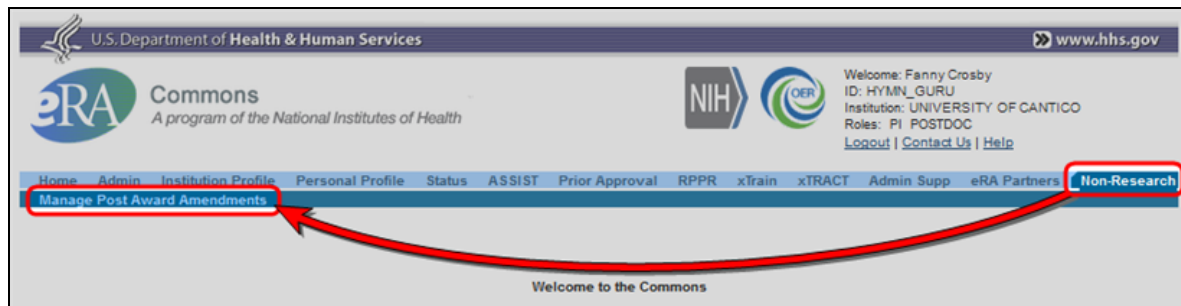 U.S. Department of Health & Human Services
www.hhs.gov
eRA
Commons
A program of the National Institutes of Health
NIH
OER
Welcome: Fanny Crosby
ID: HYMN_GURU
Institution: UNIVERSITY OF CANTICO
Roles: PI POSTDOC
Logout | Contact Us | Help
Home Admin Institution Profile Personal Profile Status ASSIST Prior Approval RPPR xTrain xTRACT Admin Supp eRA Partners Non-Research
Manage Post Award Amendments
Welcome to the Commons